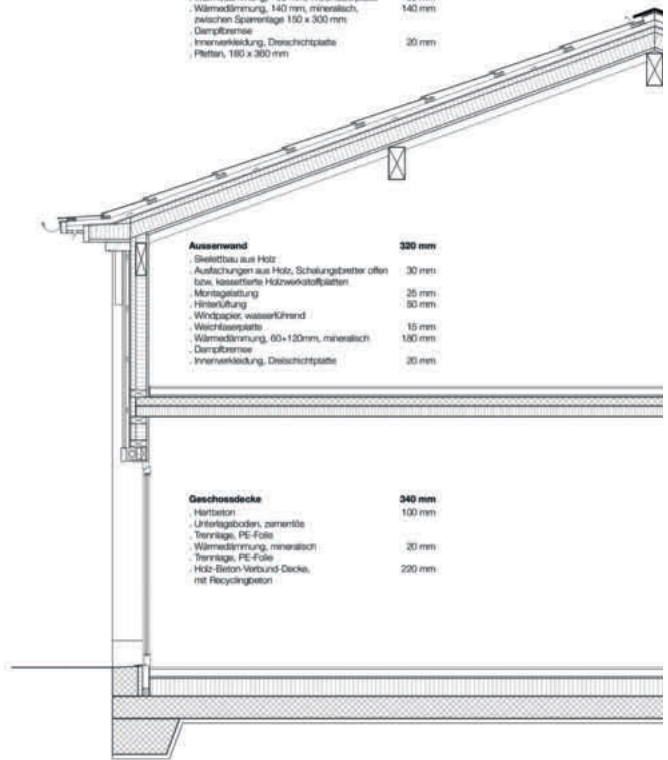 . Wärmedämmung, 140 mm, mineralisch, 140 mm
zwischen Sparrenlage 150 x 300 mm
. Dampfbremse
. Innenverkleidung, Dreischichtplatte 20 mm
. Pfetten, 180 x 360 mm
Aussenwand 320 mm
. Skelettbau aus Holz
. Ausfachungen aus Holz, Schalungsbretter offen 30 mm
bzw. kassettierte Holzwerkstoffplatten
. Montagelattung 25 mm
. Hinterlüftung 50 mm
. Windpapier, wasserführend
. Weichfaserplatte 15 mm
. Wärmedämmung, 60+120mm, mineralisch 180 mm
. Dampfbremse
. Innenverkleidung, Dreischichtplatte 20 mm
Geschossdecke 340 mm
. Hartbeton 100 mm
. Unterlagsboden, zementös
. Trennlage, PE-Folie
. Wärmedämmung, mineralisch 20 mm
. Trennlage, PE-Folie
. Holz-Beton-Verbund-Decke, 220 mm
mit Recyclingbeton